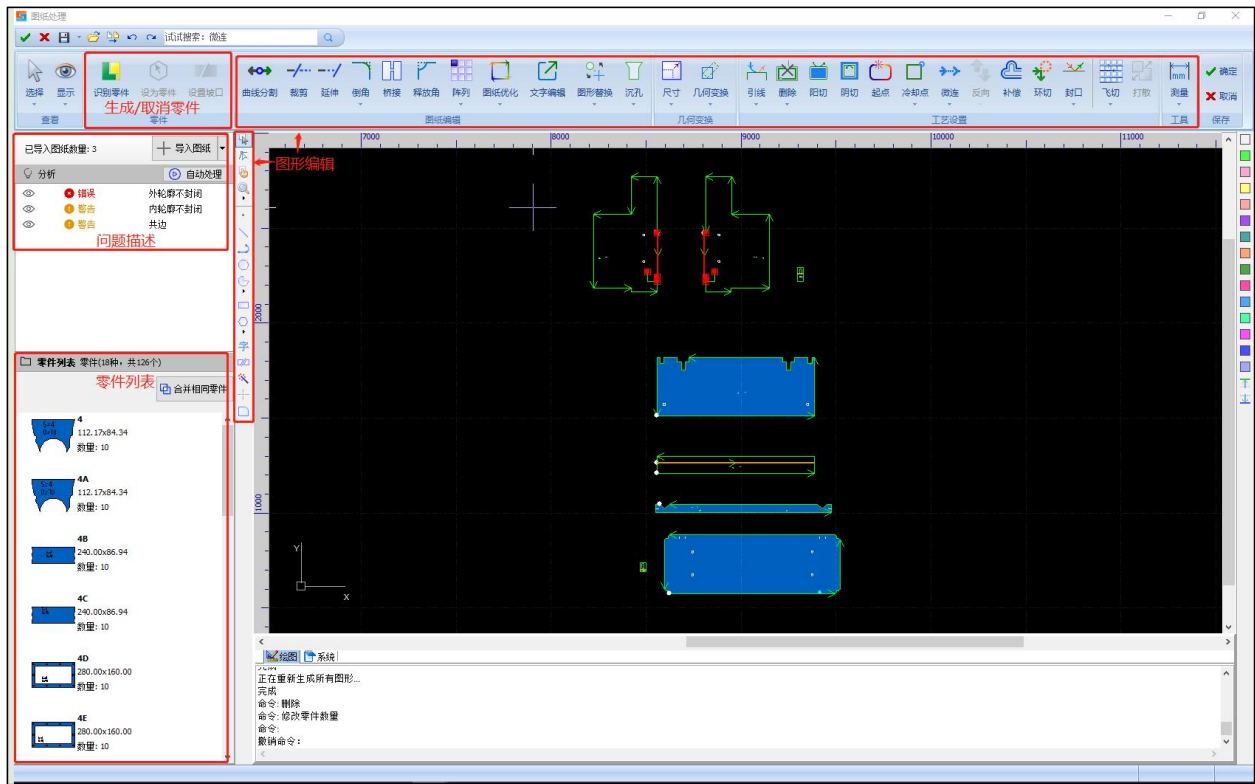 图纸处理
试试搜索: 微连
选择
显示
识别零件
设为零件
设置坡口
曲线分割
裁剪
延伸
倒角
桥接
释放角
阵列
图纸优化
文字编辑
图形替换
沉孔
尺寸
几何变换
引线
删除
阳切
阴切
起点
冷却点
微连
反向
补偿
环切
封口
飞切
打散
测量
确定
取消
生成/取消零件
查看
零件
图纸编辑
几何变换
工艺设置
工具
保存
已导入图纸数量: 3
导入图纸
分析
自动处理
错误
外轮廓不封闭
警告
内轮廓不封闭
警告
共边
问题描述
图形编辑
7000
8000
9000
10000
11000
2000
1000
字
Y
X
零件列表 零件(18种, 共126个)
零件列表
合并相同零件
4
112.17x84.34
数量: 10
4A
112.17x84.34
数量: 10
4B
240.00x86.94
数量: 10
4C
240.00x86.94
数量: 10
4D
280.00x160.00
数量: 10
4E
280.00x160.00
数量: 10
绘图
系统
正在重新生成所有图形...
完成
命令: 删除
命令: 修改零件数量
命令:
撤销命令: